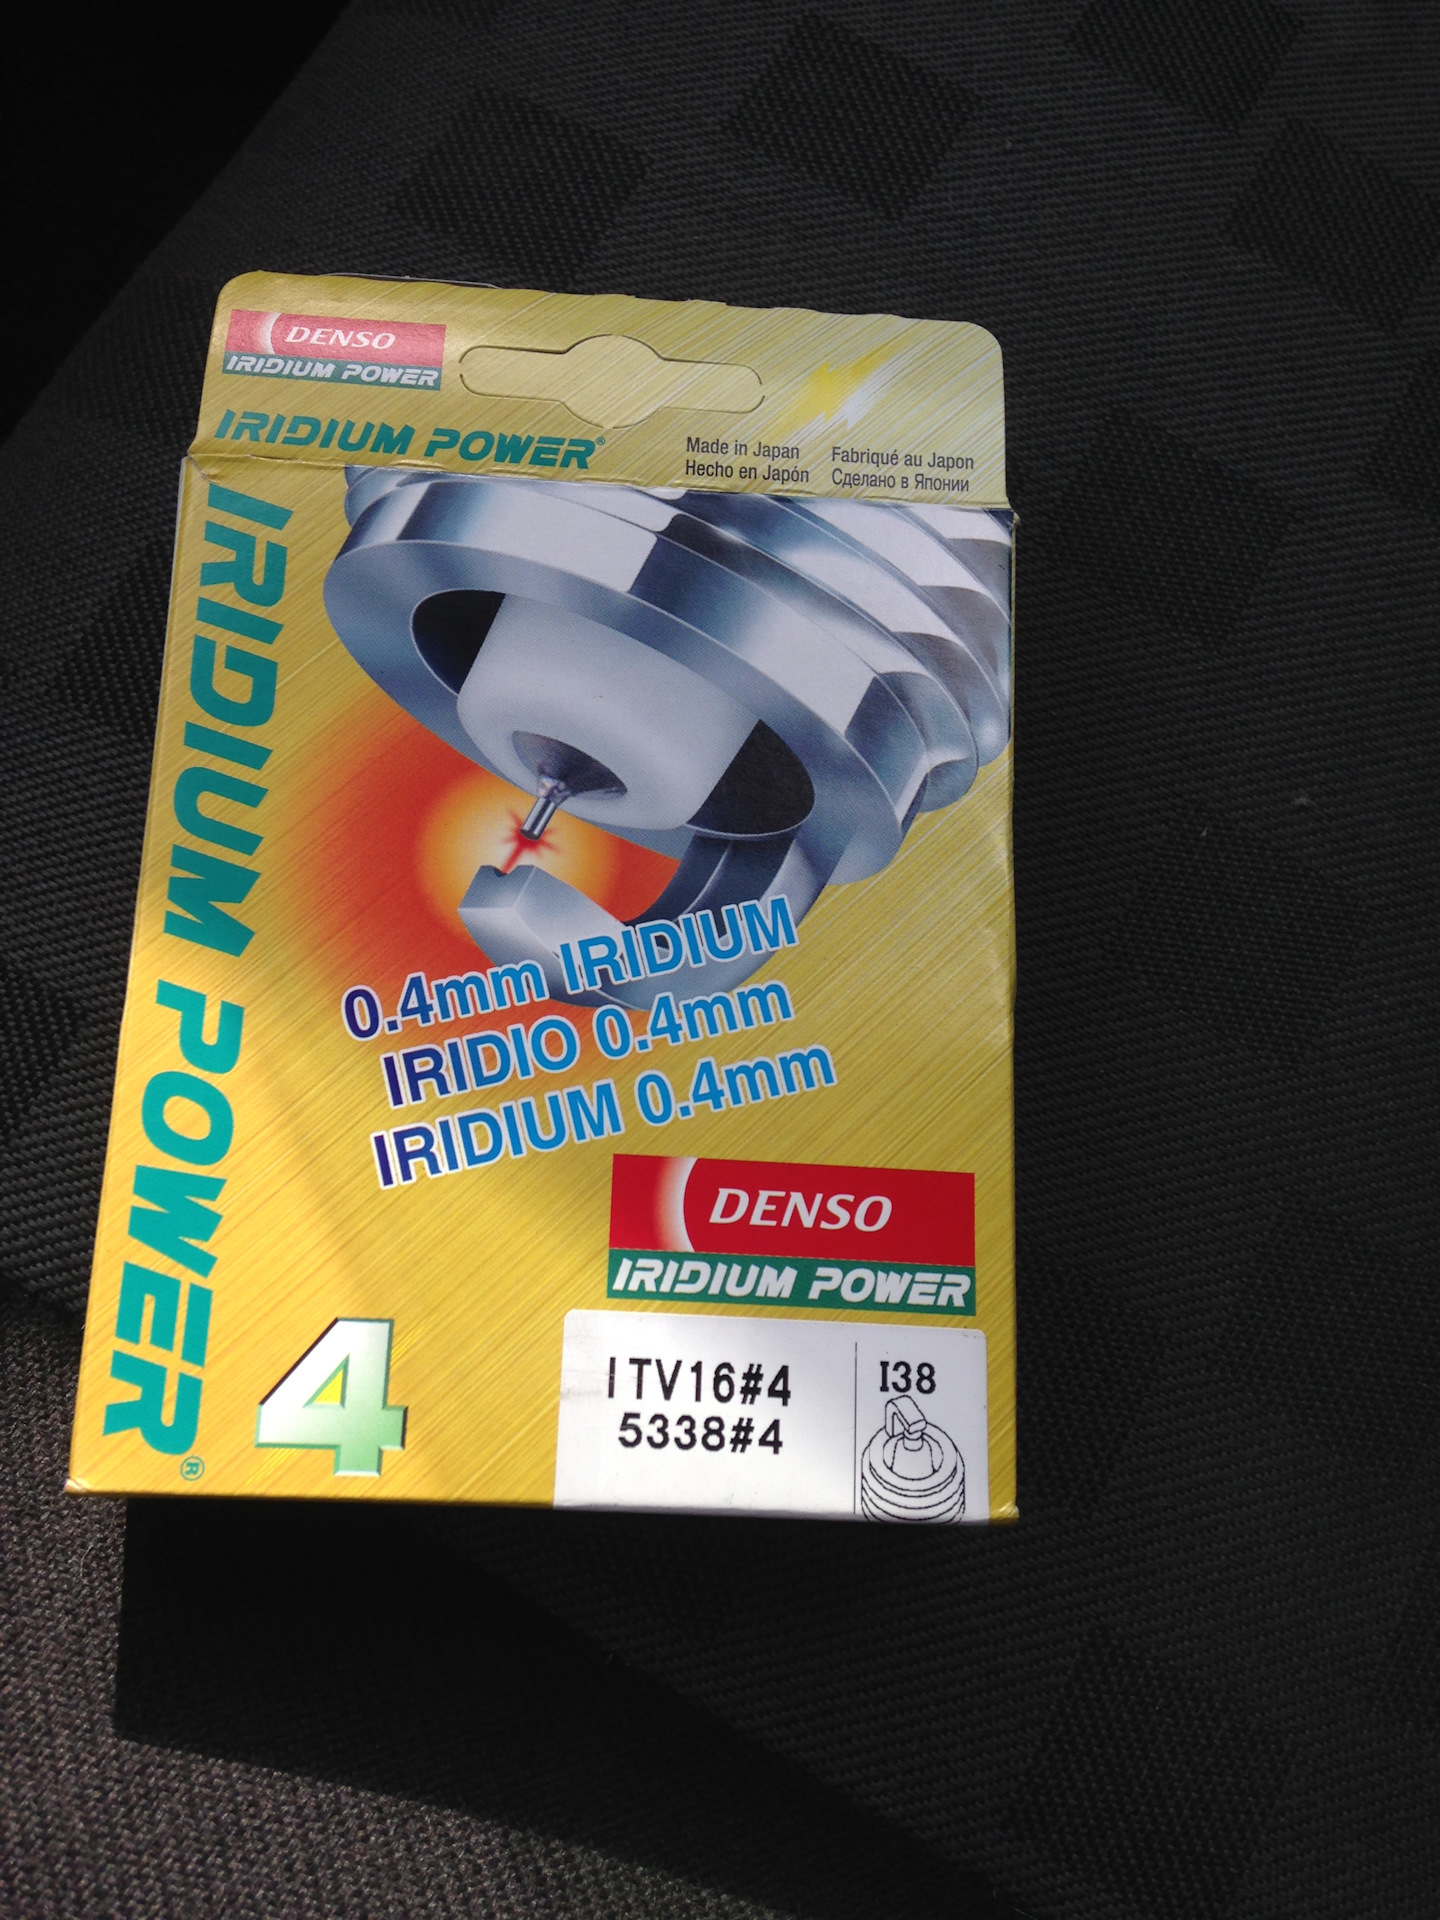 DENSO
IRIDIUM POWER
IRIDIUM POWER®
Made in Japan
Hecho en Japón
Fabriqué au Japon
Сделано в Японии
IRIDIUM POWER®
0.4mm IRIDIUM
IRIDIO 0.4mm
IRIDIUM 0.4mm
DENSO
IRIDIUM POWER
4
ITV16#4
5338#4
I38